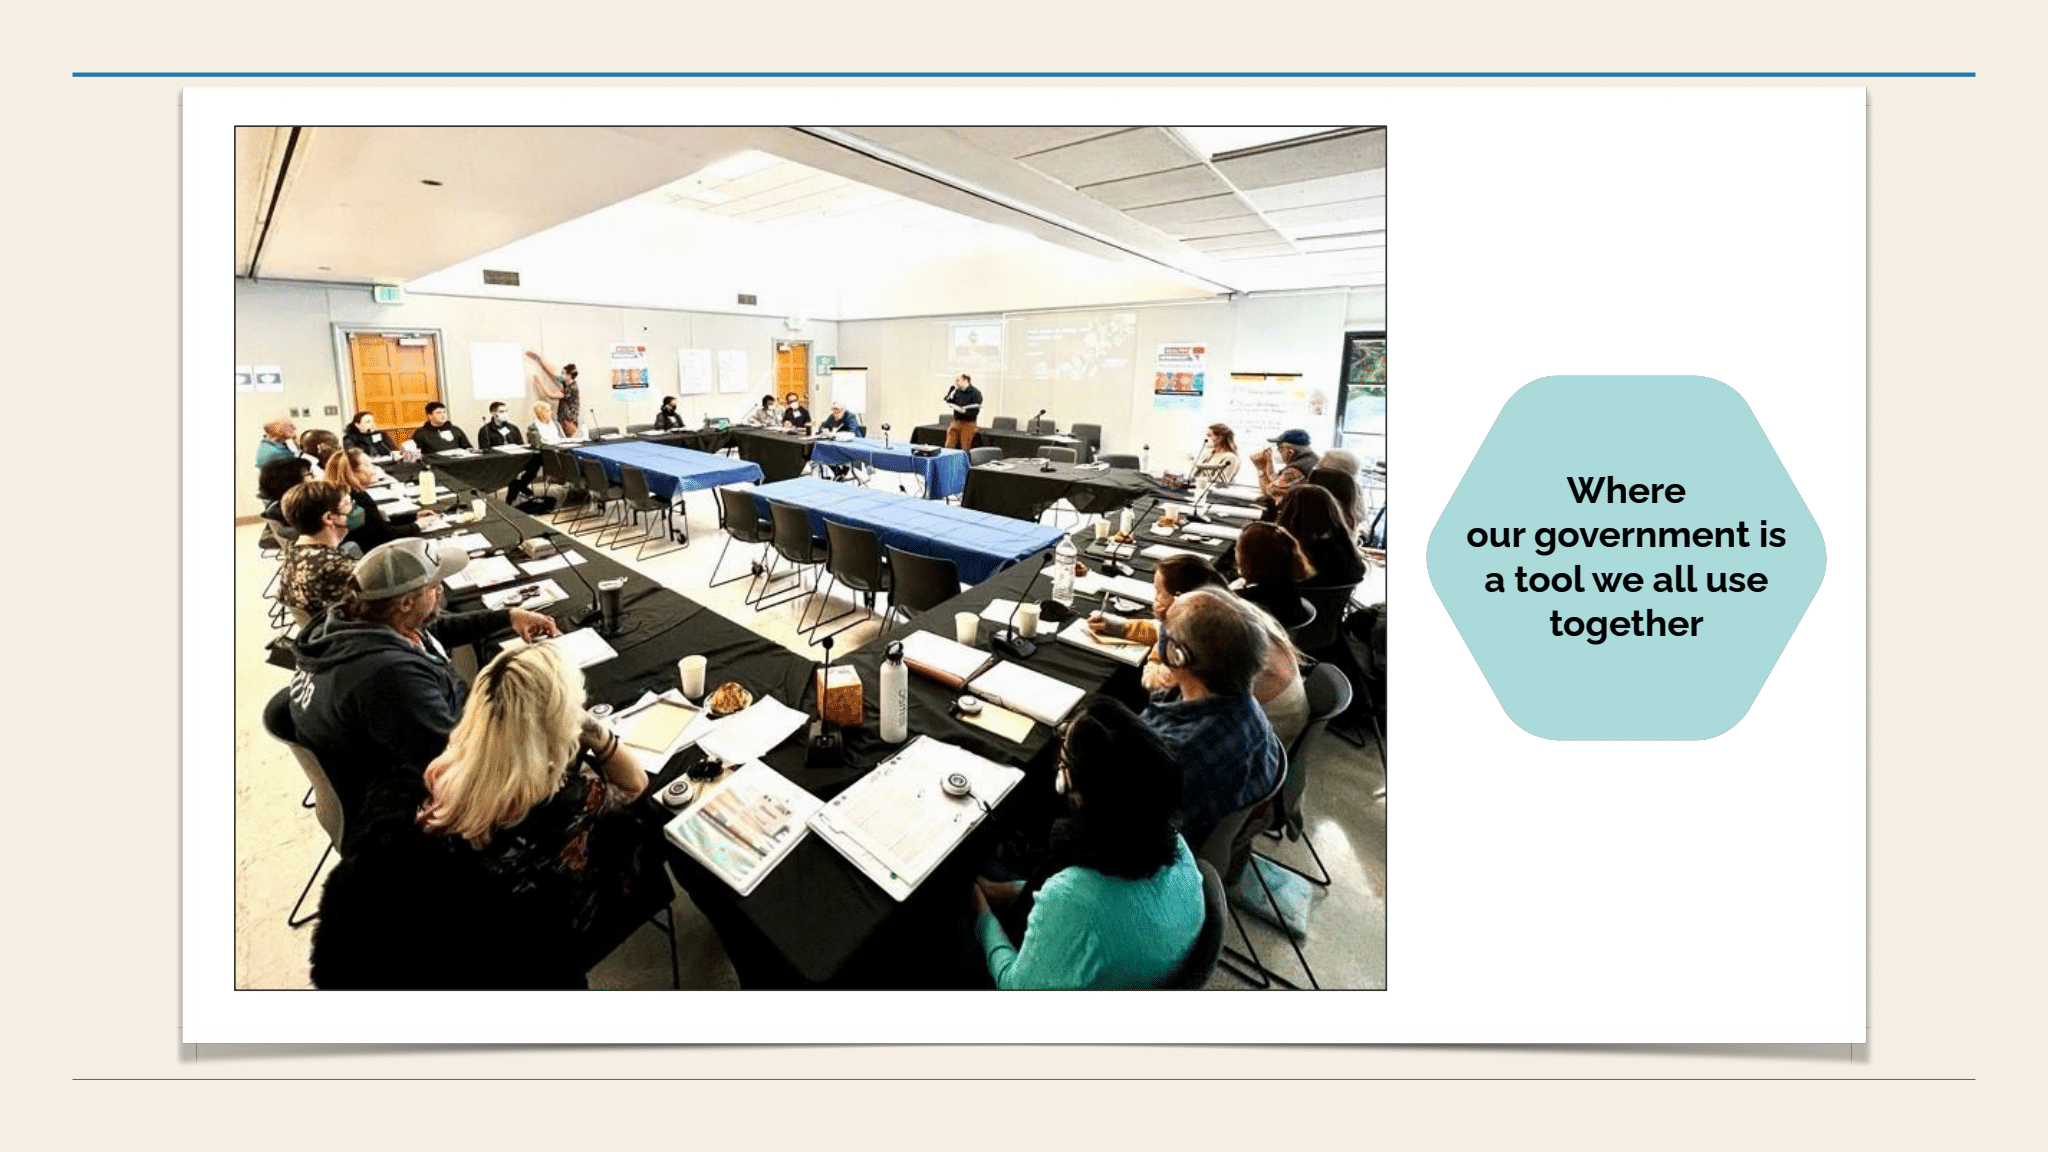 Where
our government is
a tool we all use
together